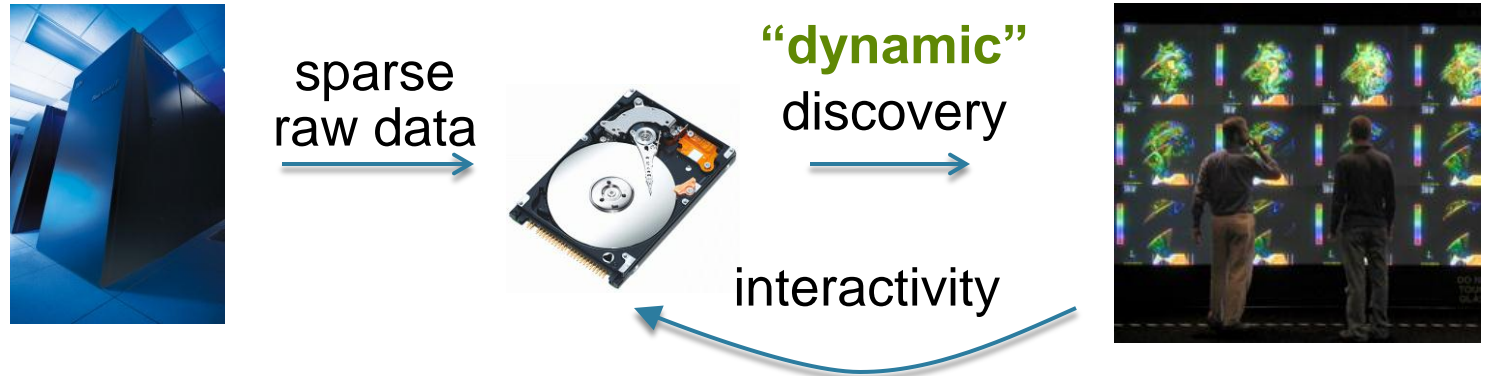 sparse
raw data
“dynamic”
discovery
interactivity